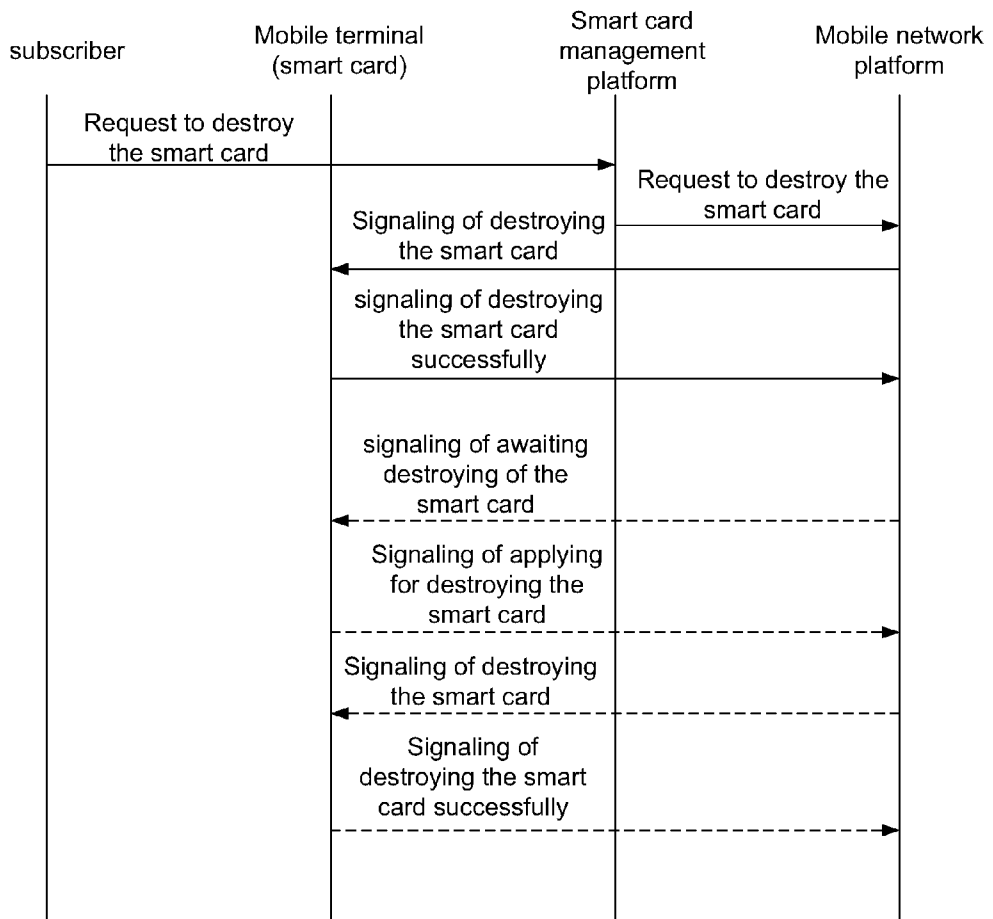 subscriber
Mobile terminal
(smart card)
Smart card
management
platform
Mobile network
platform
Request to destroy
the smart card
Request to destroy the
smart card
Signaling of destroying
the smart card
signaling of destroying
the smart card
successfully
signaling of awaiting
destroying of the
smart card
Signaling of applying
for destroying the
smart card
Signaling of destroying
the smart card
Signaling of
destroying the smart
card successfully